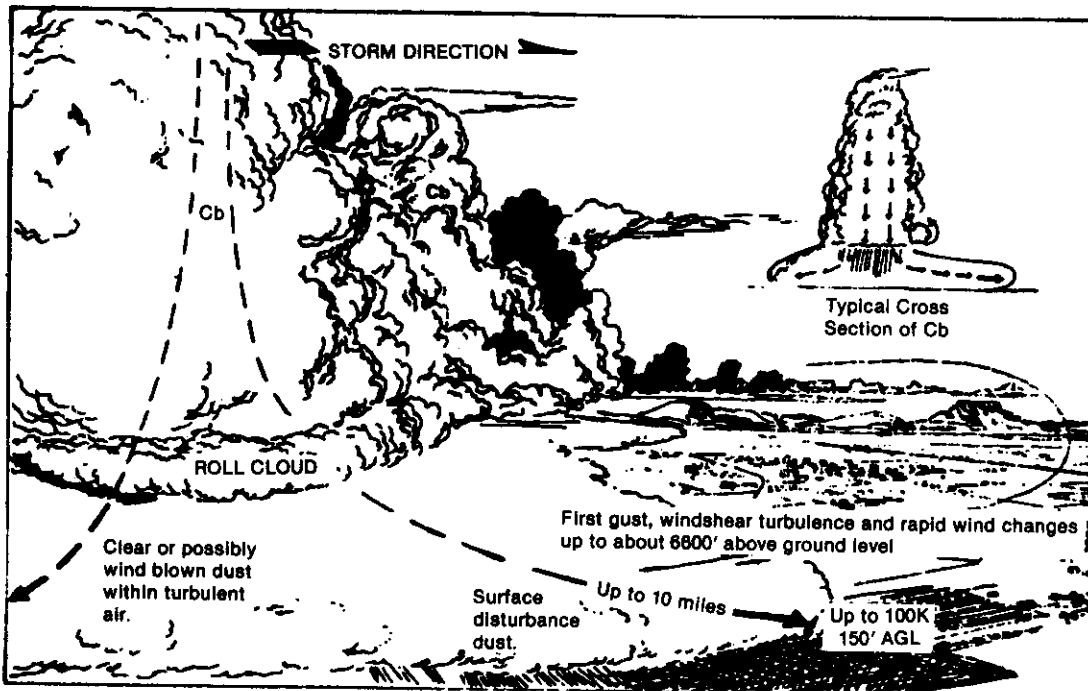 STORM DIRECTION
Cb
Cb
Typical Cross
Section of Cb
ROLL CLOUD
First gust, windshear turbulence and rapid wind changes
up to about 6600' above ground level
Clear or possibly
wind blown dust
within turbulent
air.
Surface
disturbance
dust.
Up to 10 miles
Up to 100K
150' AGL